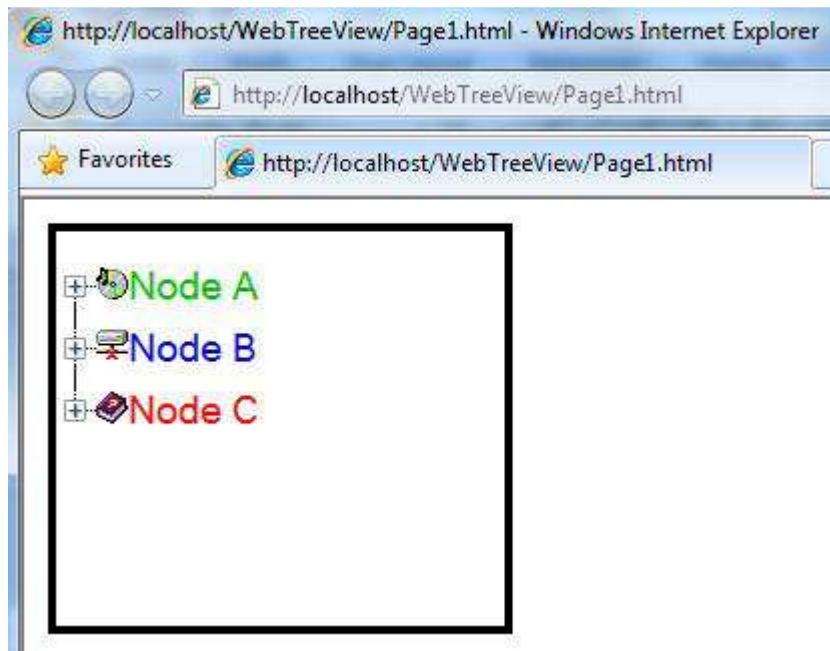 http://localhost/WebTreeView/Page1.html - Windows Internet Explorer
http://localhost/WebTreeView/Page1.html
Favorites http://localhost/WebTreeView/Page1.html
Node A
Node B
Node C